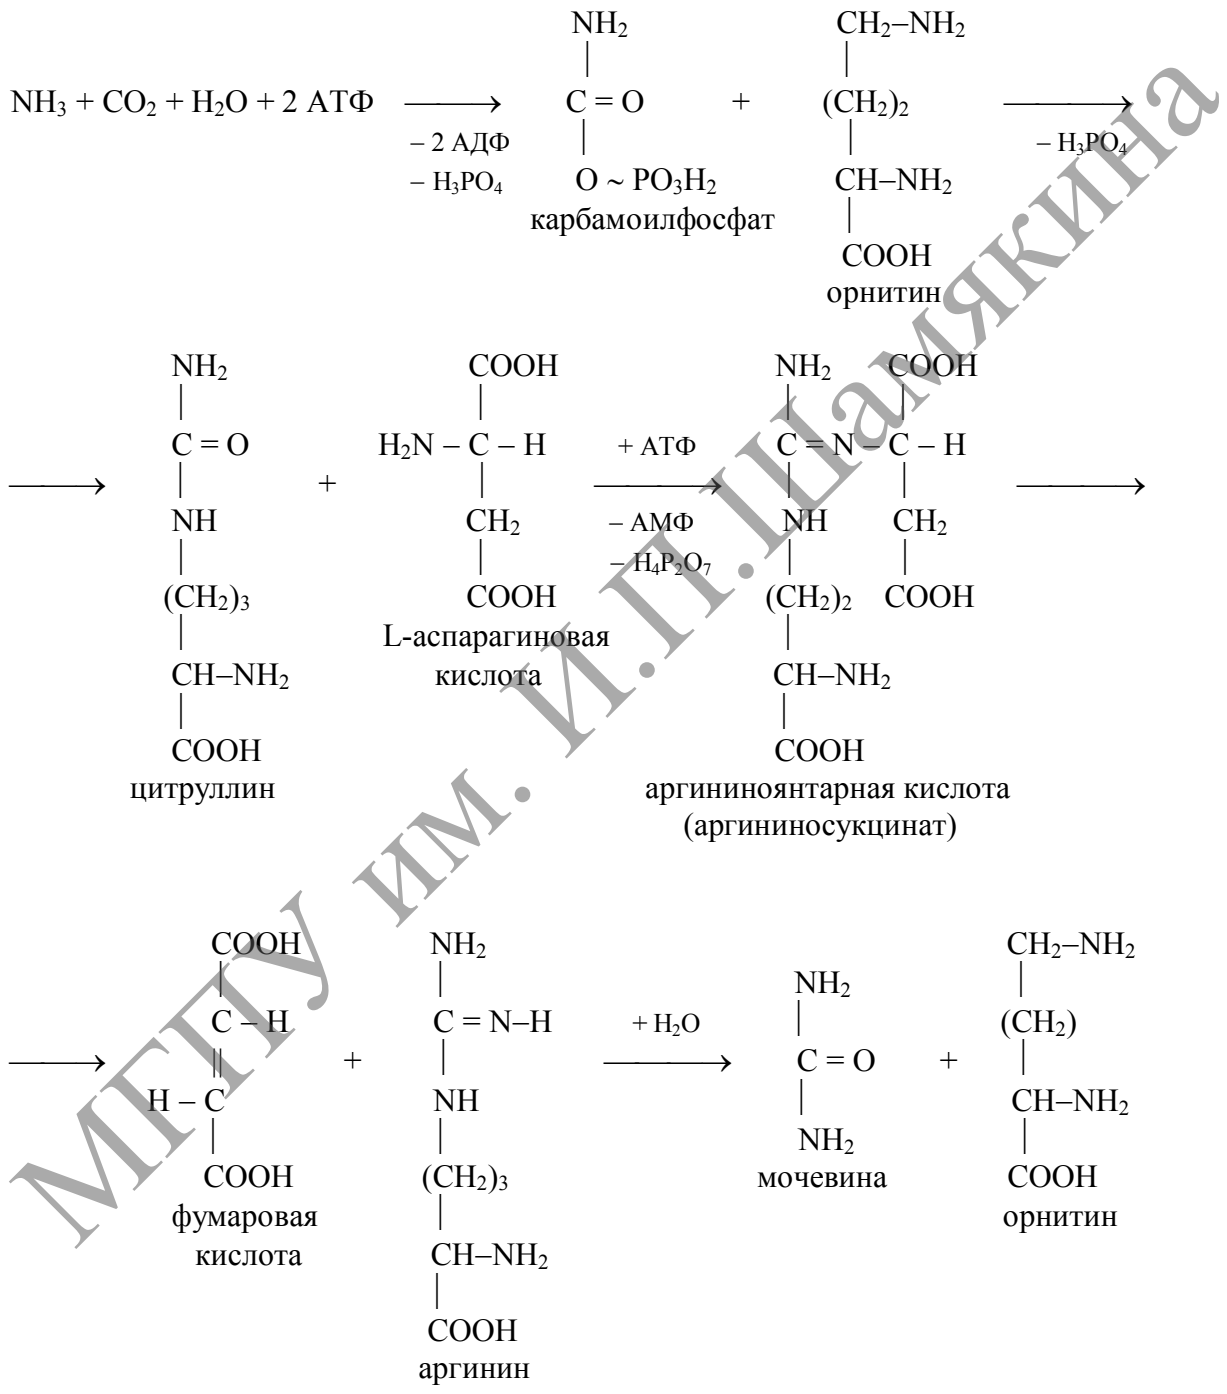 NH₂ CH₂–NH₂
NH₃ + CO₂ + H₂O + 2 АТФ C = O + (CH₂)₂
– 2 АДФ – H₃PO₄
– H₃PO₄ O ~ PO₃H₂ CH–NH₂
карбамоилфосфат
COOH
орнитин
NH₂ COOH NH₂ COOH
C = O H₂N – C – H + АТФ C = N – C – H
+
NH CH₂ – АМФ NH CH₂
– H₄P₂O₇
(CH₂)₃ COOH (CH₂)₂ COOH
L-аспарагиновая
CH–NH₂ кислота CH–NH₂
COOH COOH
цитруллин аргининоянтарная кислота
(аргининосукцинат)
COOH NH₂ CH₂–NH₂
NH₂
C – H C = N–H + H₂O (CH₂)
+ C = O +
H – C NH CH–NH₂
NH₂
COOH (CH₂)₃ мочевина COOH
фумаровая орнитин
кислота CH–NH₂
COOH
аргинин
МГПУ им. И.П.Шамякина